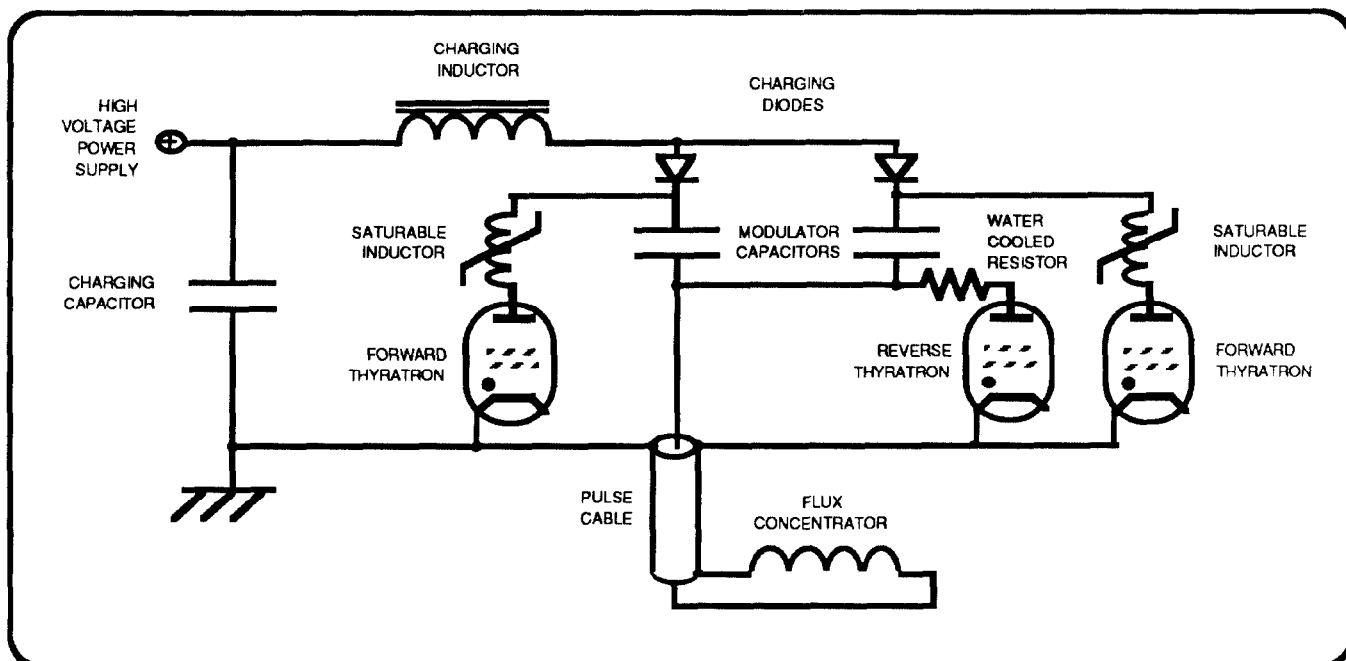 CHARGING
INDUCTOR
CHARGING
DIODES
HIGH
VOLTAGE
POWER
SUPPLY
SATURABLE
INDUCTOR
MODULATOR
CAPACITORS
WATER
COOLED
RESISTOR
SATURABLE
INDUCTOR
CHARGING
CAPACITOR
FORWARD
THYRATRON
REVERSE
THYRATRON
FORWARD
THYRATRON
PULSE
CABLE
FLUX
CONCENTRATOR